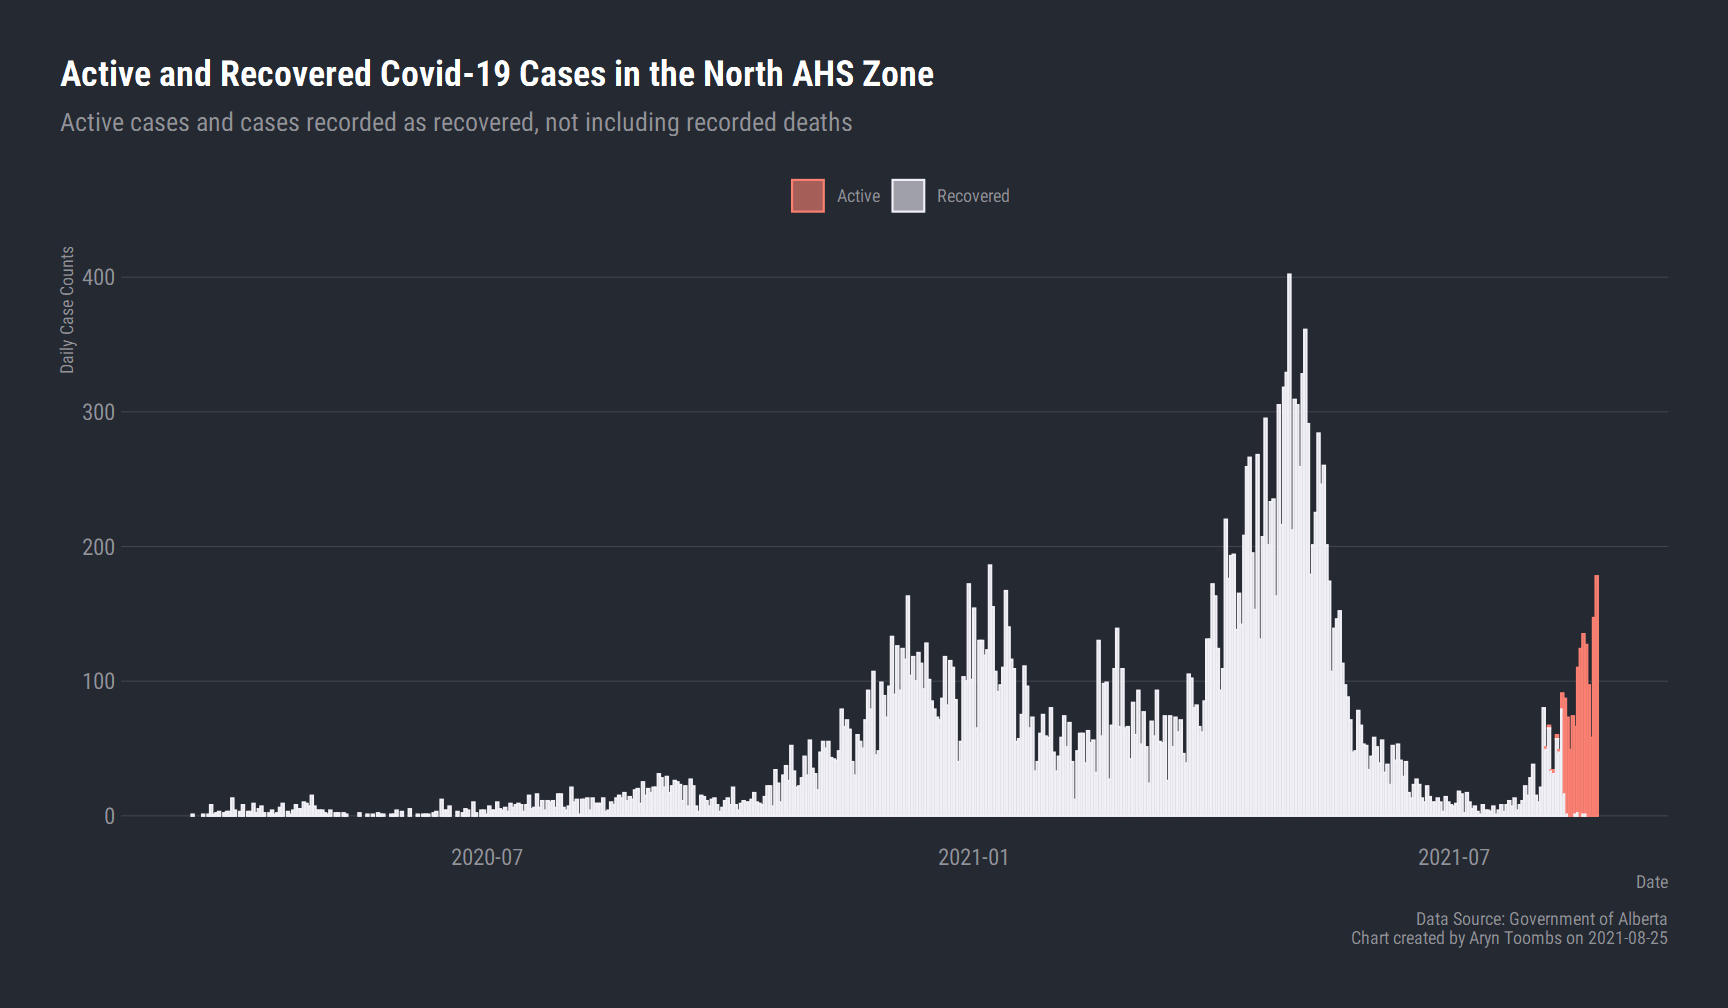 Active and Recovered Covid-19 Cases in the North AHS Zone
Active cases and cases recorded as recovered, not including recorded deaths
Active
Recovered
Daily Case Counts
400
300
200
100
0
2020-07
2021-01
2021-07
Date
Data Source: Government of Alberta
Chart created by Aryn Toombs on 2021-08-25